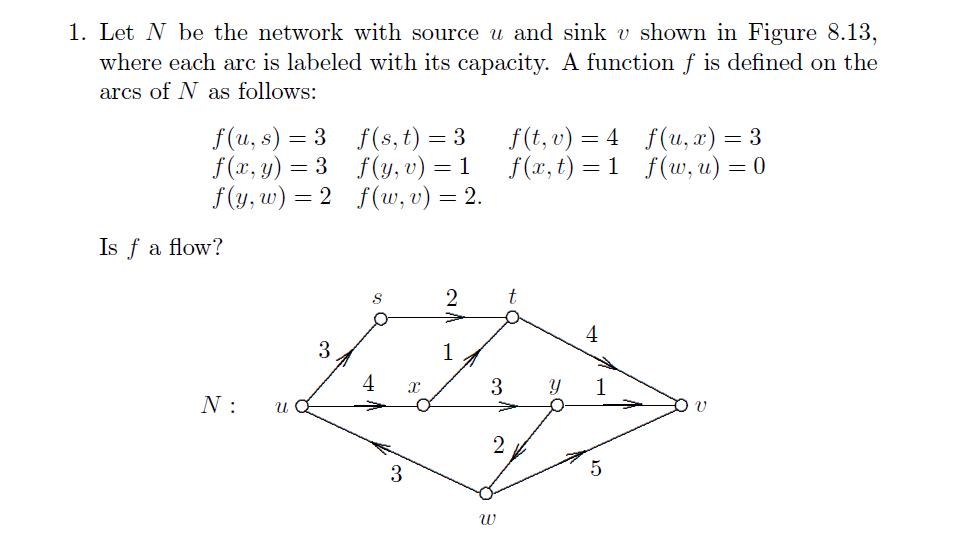 1. Let N be the network with source u and sink v shown in Figure 8.13,
where each arc is labeled with its capacity. A function f is defined on the
arcs of N as follows:
f(u, s) = 3 f(s, t) = 3 f(t, v) = 4 f(u, x) = 3
f(x, y) = 3 f(y, v) = 1 f(x, t) = 1 f(w, u) = 0
f(y, w) = 2 f(w, v) = 2.
Is f a flow?
s 2 t
4
3 1
4 x 3 y 1
N : u v
2
3 5
w